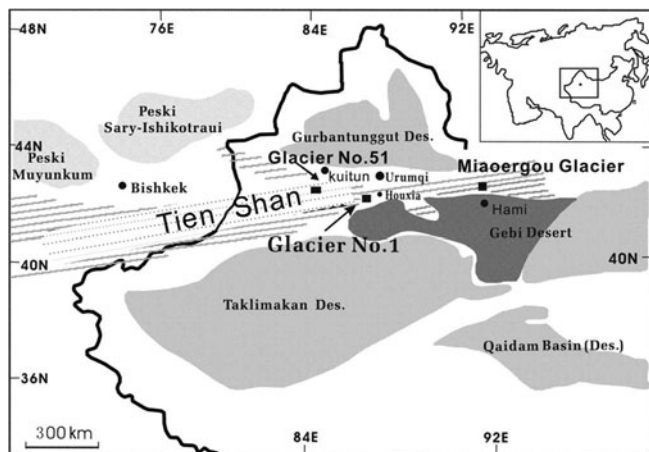 48N
76E
84E
92E
Peski
Sary-Ishikotraui
Gurbantunggut Des.
44N
44N
Peski
Muyunkum
Glacier No.51
kuitun
Urumqi
Miaoergou Glacier
Bishkek
Houxia
Hami
Tien Shan
Glacier No.1
Gebi Desert
40N
40N
Taklimakan Des.
Qaidam Basin (Des.)
36N
300km
84E
92E